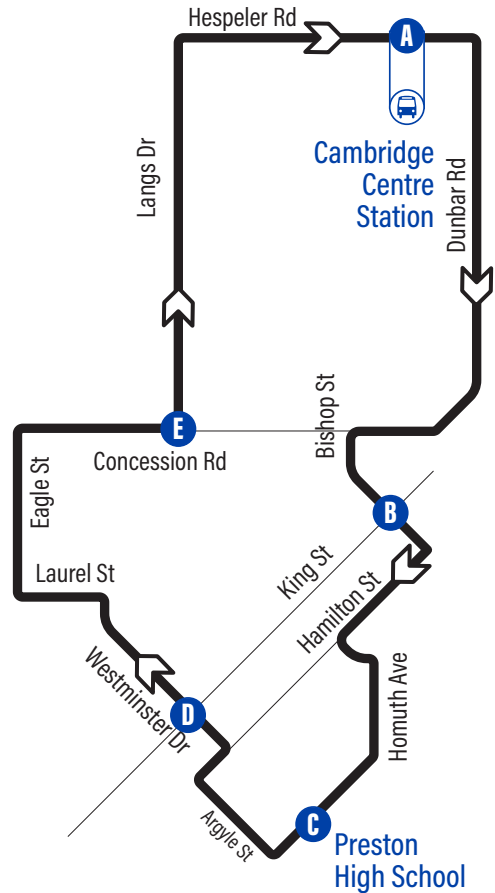 Hespeler Rd
A
Langs Dr
Cambridge
Centre
Station
Dunbar Rd
Bishop St
E
Concession Rd
Eagle St
B
King St
Laurel St
Hamilton St
Westminster Dr
D
Homuth Ave
Argyle St
C
Preston
High School